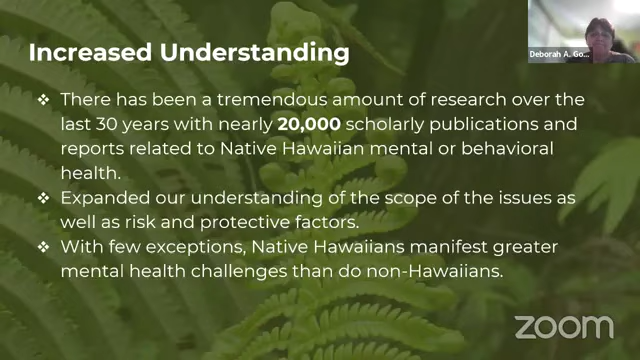 Increased Understanding
Deborah A. Go...
❖ There has been a tremendous amount of research over the
last 30 years with nearly 20,000 scholarly publications and
reports related to Native Hawaiian mental or behavioral
health.
❖ Expanded our understanding of the scope of the issues as
well as risk and protective factors.
❖ With few exceptions, Native Hawaiians manifest greater
mental health challenges than do non-Hawaiians.
zoom